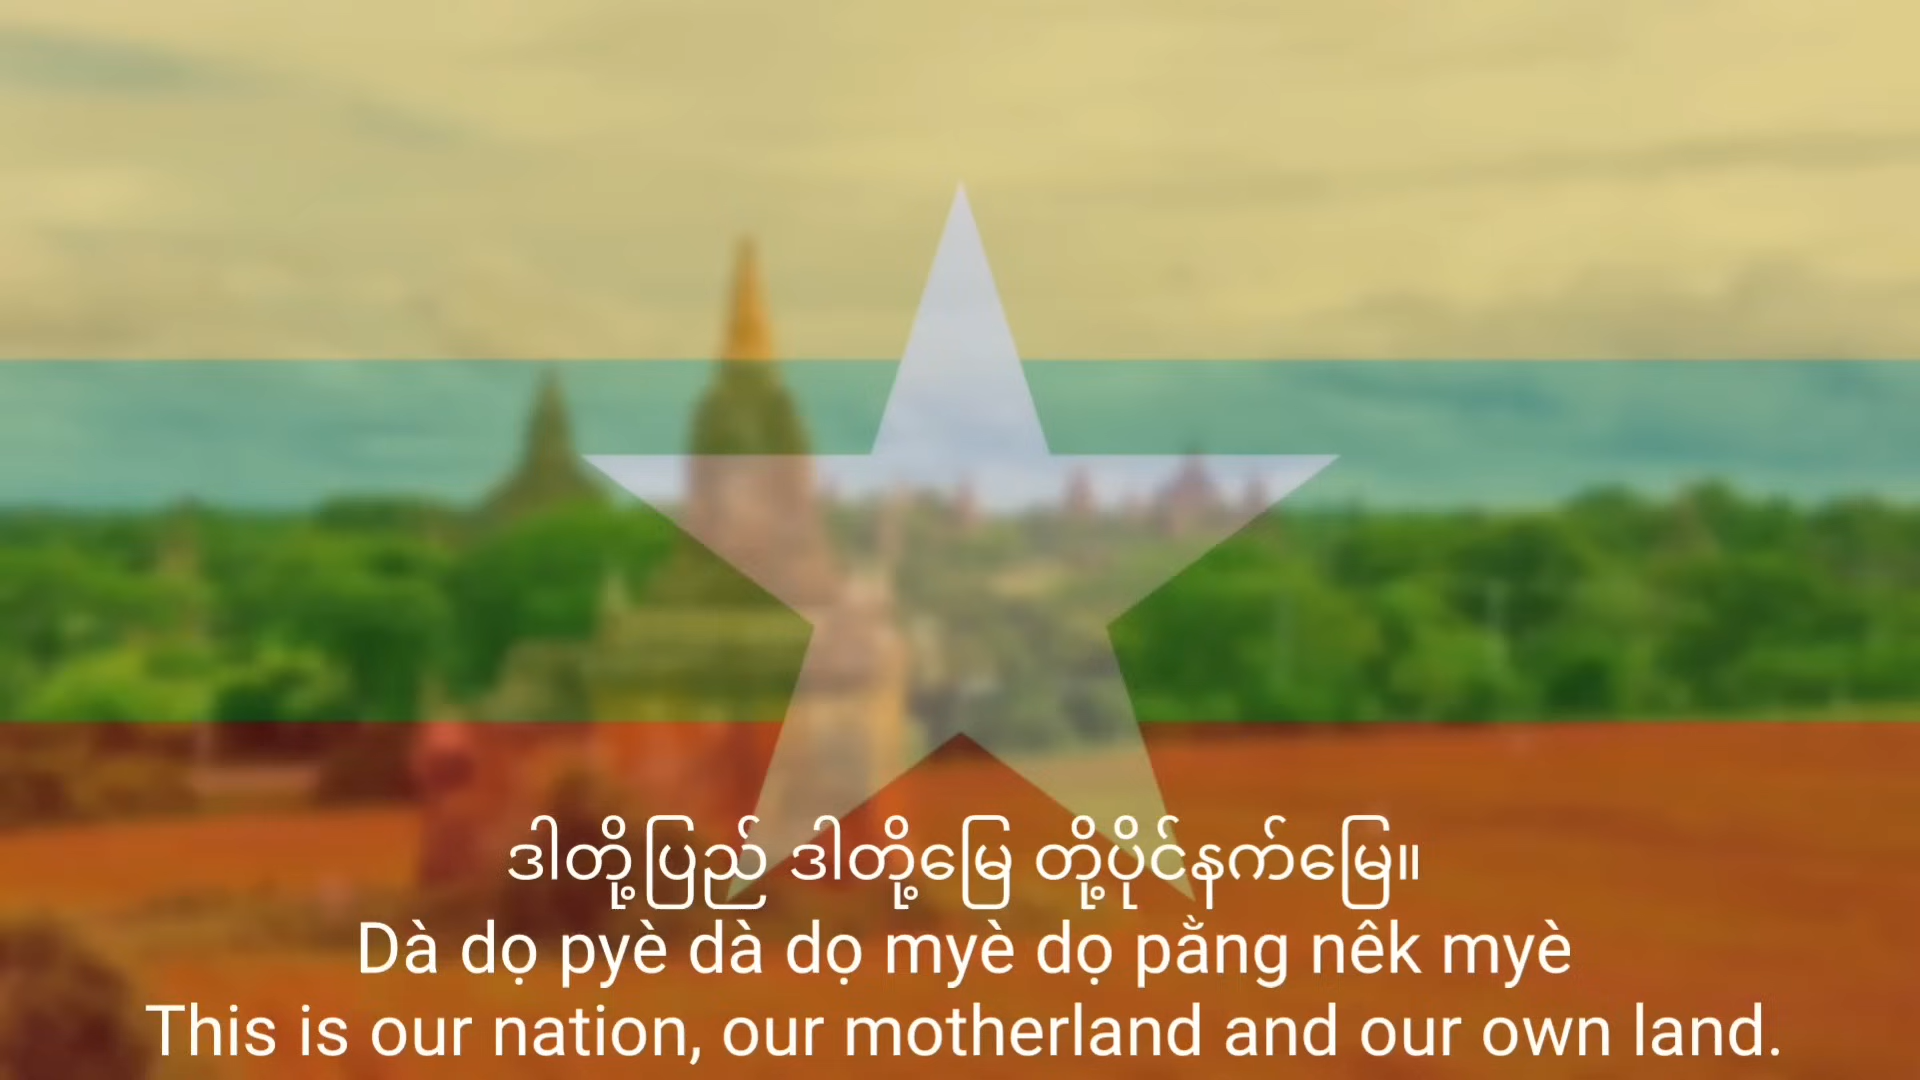 ဒါတို့ပြည် ဒါတို့မြေ တို့ပိုင်နက်မြေ။
Dà dọ pyè dà dọ myè dọ pằng nêk myè
This is our nation, our motherland and our own land.